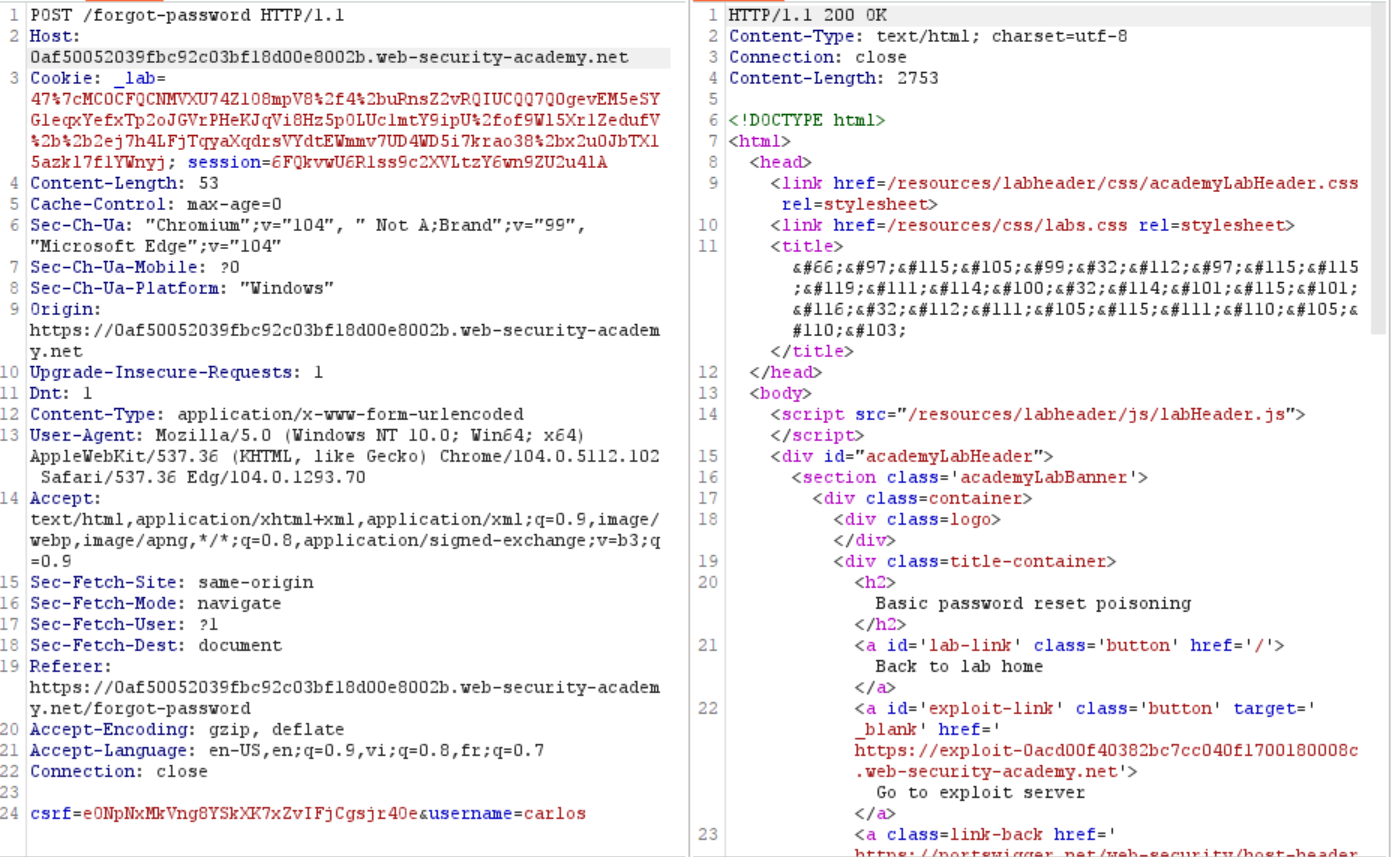 1 POST /forgot-password HTTP/1.1
2 Host:
0af50052039fbc92c03bf18d00e8002b.web-security-academy.net
3 Cookie: _lab=
47%7cMC0CFQCNMVXU74Z108mpV8%2f4%2buRnsZ2vRQIUCQQ7Q0gevEM5eSY
GleqxYefxTp2oJGVrPHeKJqVi8Hz5p0LUclmtY9ipU%2fof9Wl5XrlZedufV
%2b%2b2ej7h4LFjTqyaXqdrsVYdtEWmmv7UD4WD5i7krao38%2bx2u0JbTXl
5azkl7flYWnyj; session=6FQkvwU6Rlss9c2XVLtzY6wn9ZU2u4lA
4 Content-Length: 53
5 Cache-Control: max-age=0
6 Sec-Ch-Ua: "Chromium";v="104", " Not A;Brand";v="99",
"Microsoft Edge";v="104"
7 Sec-Ch-Ua-Mobile: ?0
8 Sec-Ch-Ua-Platform: "Windows"
9 Origin:
https://0af50052039fbc92c03bf18d00e8002b.web-security-academ
y.net
10 Upgrade-Insecure-Requests: 1
11 Dnt: 1
12 Content-Type: application/x-www-form-urlencoded
13 User-Agent: Mozilla/5.0 (Windows NT 10.0; Win64; x64)
AppleWebKit/537.36 (KHTML, like Gecko) Chrome/104.0.5112.102
Safari/537.36 Edg/104.0.1293.70
14 Accept:
text/html,application/xhtml+xml,application/xml;q=0.9,image/
webp,image/apng,*/*;q=0.8,application/signed-exchange;v=b3;q
=0.9
15 Sec-Fetch-Site: same-origin
16 Sec-Fetch-Mode: navigate
17 Sec-Fetch-User: ?1
18 Sec-Fetch-Dest: document
19 Referer:
https://0af50052039fbc92c03bf18d00e8002b.web-security-academ
y.net/forgot-password
20 Accept-Encoding: gzip, deflate
21 Accept-Language: en-US,en;q=0.9,vi;q=0.8,fr;q=0.7
22 Connection: close
23
24 csrf=e0NpNxMkVng8YSkXK7xZvIFjCgsjr40e&username=carlos
1 HTTP/1.1 200 OK
2 Content-Type: text/html; charset=utf-8
3 Connection: close
4 Content-Length: 2753
5
6 <!DOCTYPE html>
7 <html>
8 <head>
9 <link href=/resources/labheader/css/academyLabHeader.css
rel=stylesheet>
10 <link href=/resources/css/labs.css rel=stylesheet>
11 <title>
&#66;&#97;&#115;&#105;&#99;&#32;&#112;&#97;&#115;&#115
;&#119;&#111;&#114;&#100;&#32;&#114;&#101;&#115;&#101;
&#116;&#32;&#112;&#111;&#105;&#115;&#111;&#110;&#105;&
#110;&#103;
</title>
12 </head>
13 <body>
14 <script src="/resources/labheader/js/labHeader.js">
</script>
15 <div id="academyLabHeader">
16 <section class='academyLabBanner'>
17 <div class=container>
18 <div class=logo>
</div>
19 <div class=title-container>
20 <h2>
Basic password reset poisoning
</h2>
21 <a id='lab-link' class='button' href='/'>
Back to lab home
</a>
22 <a id='exploit-link' class='button' target='
_blank' href='
https://exploit-0acd00f40382bc7cc040f1700180008c
.web-security-academy.net'>
Go to exploit server
</a>
23 <a class=link-back href='
https://portswigger.net/web-security/host-header